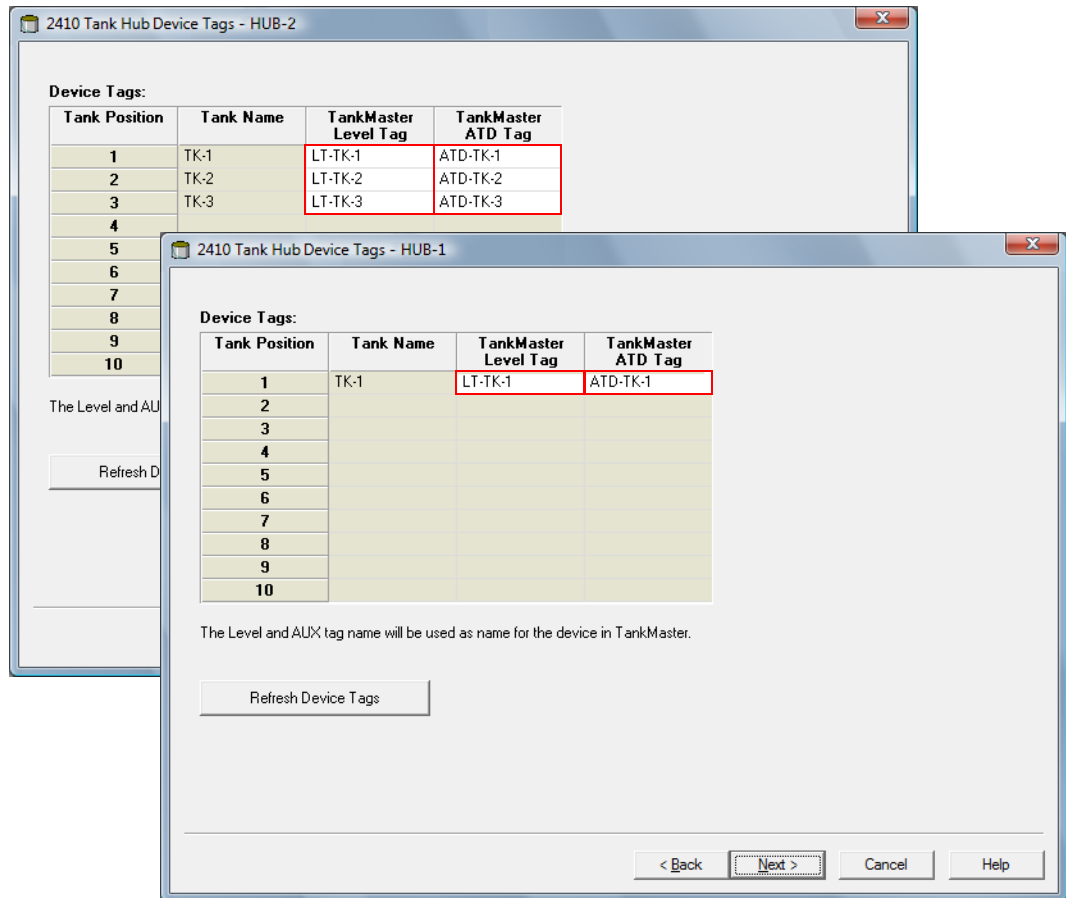 2410 Tank Hub Device Tags - HUB-2
Device Tags:
Tank Position Tank Name TankMaster Level Tag TankMaster ATD Tag
1 TK-1 LT-TK-1 ATD-TK-1
2 TK-2 LT-TK-2 ATD-TK-2
3 TK-3 LT-TK-3 ATD-TK-3
4
5
6
7
8
9
10
The Level and AU
Refresh D
2410 Tank Hub Device Tags - HUB-1
Device Tags:
Tank Position Tank Name TankMaster Level Tag TankMaster ATD Tag
1 TK-1 LT-TK-1 ATD-TK-1
2
3
4
5
6
7
8
9
10
The Level and AUX tag name will be used as name for the device in TankMaster.
Refresh Device Tags
< Back Next > Cancel Help